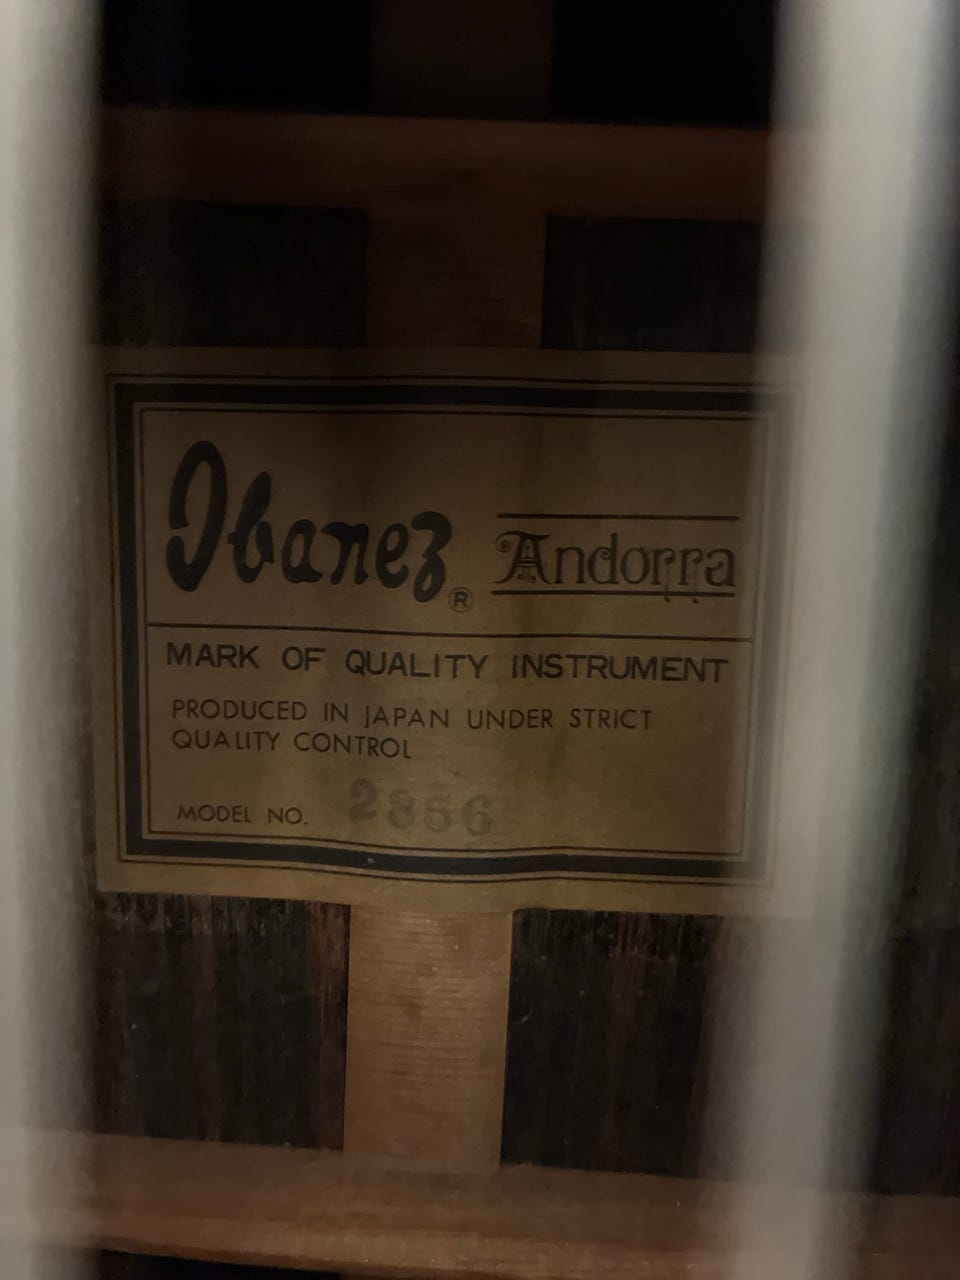 Ibanez® Andorra
MARK OF QUALITY INSTRUMENT
PRODUCED IN JAPAN UNDER STRICT
QUALITY CONTROL
MODEL NO. 2856